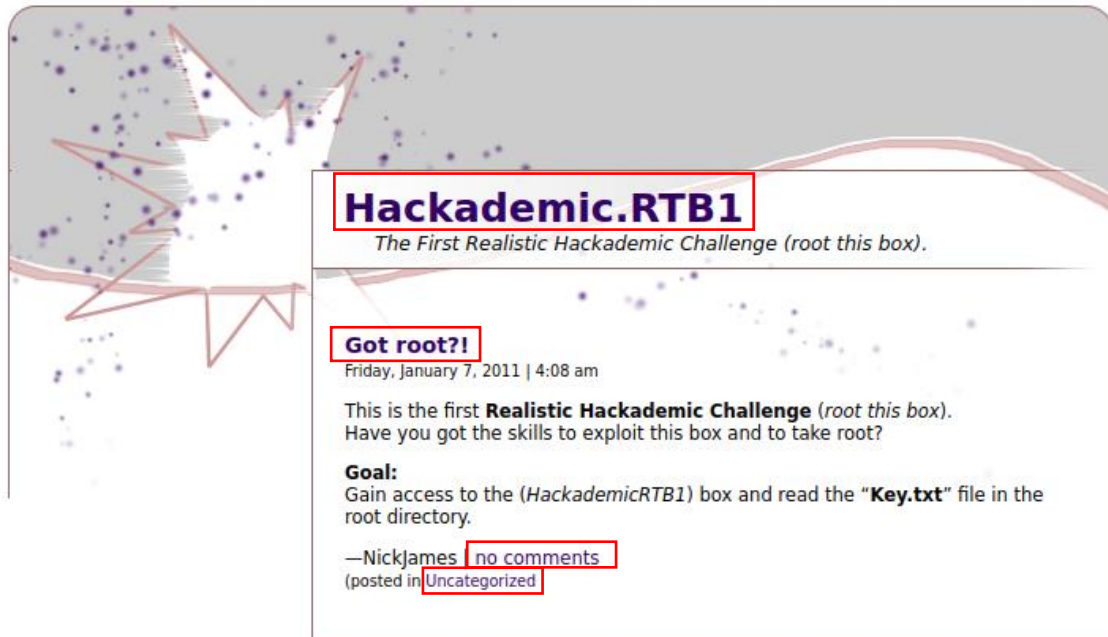 Hackademic.RTB1
The First Realistic Hackademic Challenge (root this box).
Got root?!
Friday, January 7, 2011 | 4:08 am
This is the first Realistic Hackademic Challenge (root this box).
Have you got the skills to exploit this box and to take root?
Goal:
Gain access to the (HackademicRTB1) box and read the “Key.txt” file in the
root directory.
—NickJames | no comments
(posted in Uncategorized